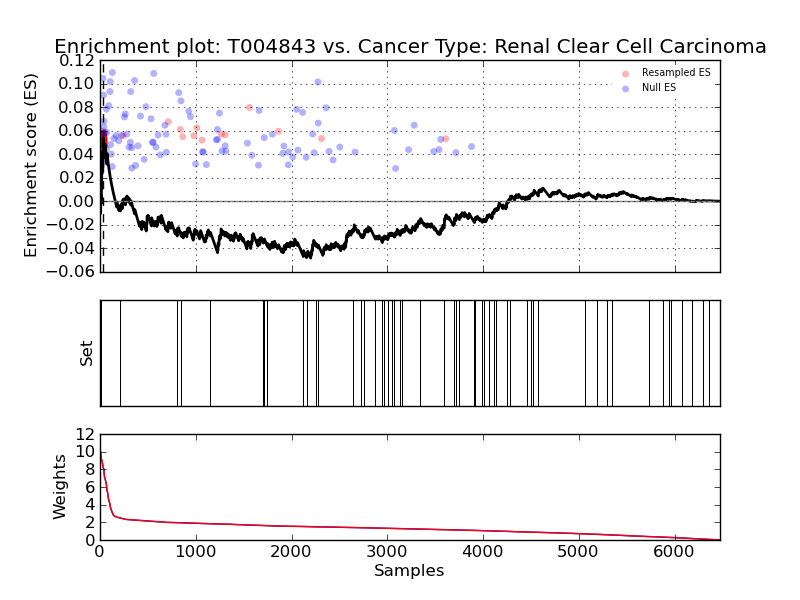 Enrichment plot: T004843 vs. Cancer Type: Renal Clear Cell Carcinoma
Enrichment score (ES)
0.12
0.10
0.08
0.06
0.04
0.02
0.00
−0.02
−0.04
−0.06
Resampled ES
Null ES
Set
Weights
12
10
8
6
4
2
0
0 1000 2000 3000 4000 5000 6000
Samples